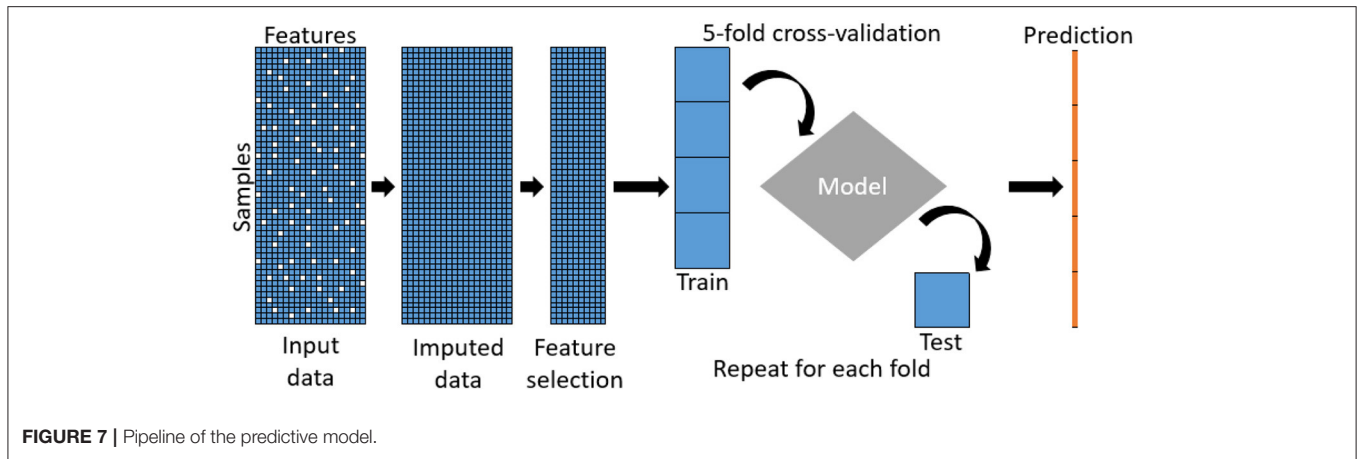 Features
5-fold cross-validation
Prediction
Samples
Model
Train
Test
Input
data
Imputed
data
Feature
selection
Repeat for each fold
FIGURE 7 | Pipeline of the predictive model.